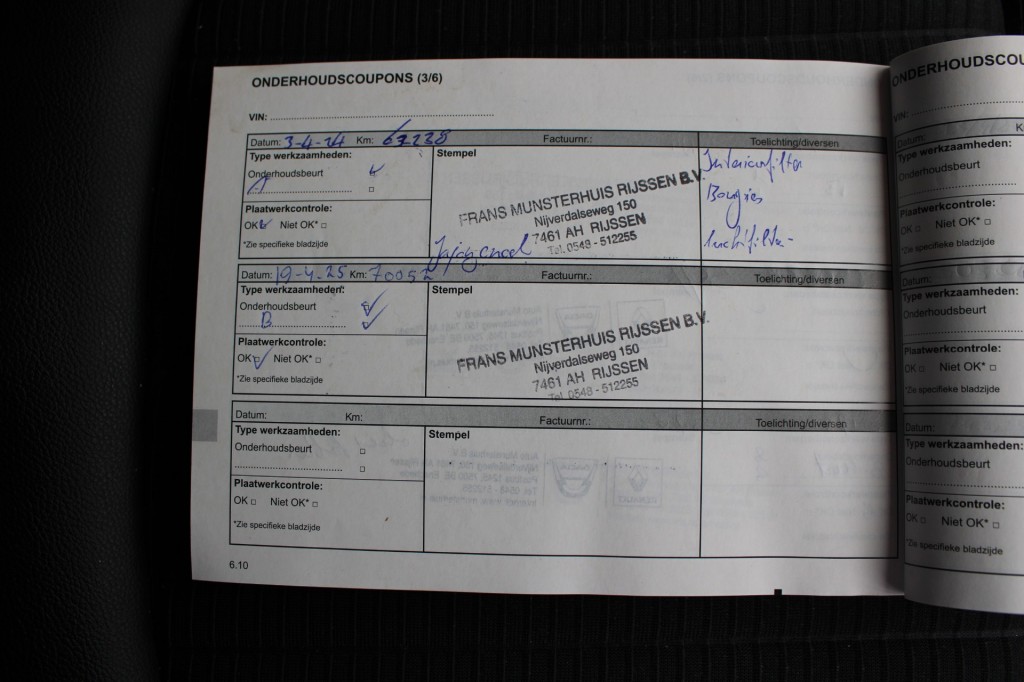 ONDERHOUDSCOUPONS (3/6)
VIN:
Datum: 3-4-24 Km: 67238 Factuurnr.: Toelichting/diversen
Type werkzaamheden:
Onderhoudsbeurt
A
Plaatwerkcontrole:
OK Niet OK*
*Zie specifieke bladzijde
Stempel
FRANS MUNSTERHUIS RIJSSEN B.V.
Nijverdalseweg 150
7461 AH RIJSSEN
Tel. 0548 - 512255
Interieurfilter
Bougies
luchtfilter
Datum: 19-4-25 Km: 70052 Factuurnr.: Toelichting/diversen
Type werkzaamheden:
Onderhoudsbeurt
B
Plaatwerkcontrole:
OK Niet OK*
*Zie specifieke bladzijde
Stempel
FRANS MUNSTERHUIS RIJSSEN B.V.
Nijverdalseweg 150
7461 AH RIJSSEN
Tel. 0548 - 512255
Datum: Km: Factuurnr.: Toelichting/diversen
Type werkzaamheden:
Onderhoudsbeurt
Plaatwerkcontrole:
OK Niet OK*
*Zie specifieke bladzijde
Stempel
6.10
ONDERHOUDSCOU
VIN:
Datum: K
Type werkzaamheden:
Onderhoudsbeurt
Plaatwerkcontrole:
OK Niet OK*
*Zie specifieke bladzijde
Datum:
Type werkzaamheden:
Onderhoudsbeurt
Plaatwerkcontrole:
OK Niet OK*
*Zie specifieke bladzijde
Datum:
Type werkzaamheden:
Onderhoudsbeurt
Plaatwerkcontrole:
OK Niet OK*
*Zie specifieke bladzijde